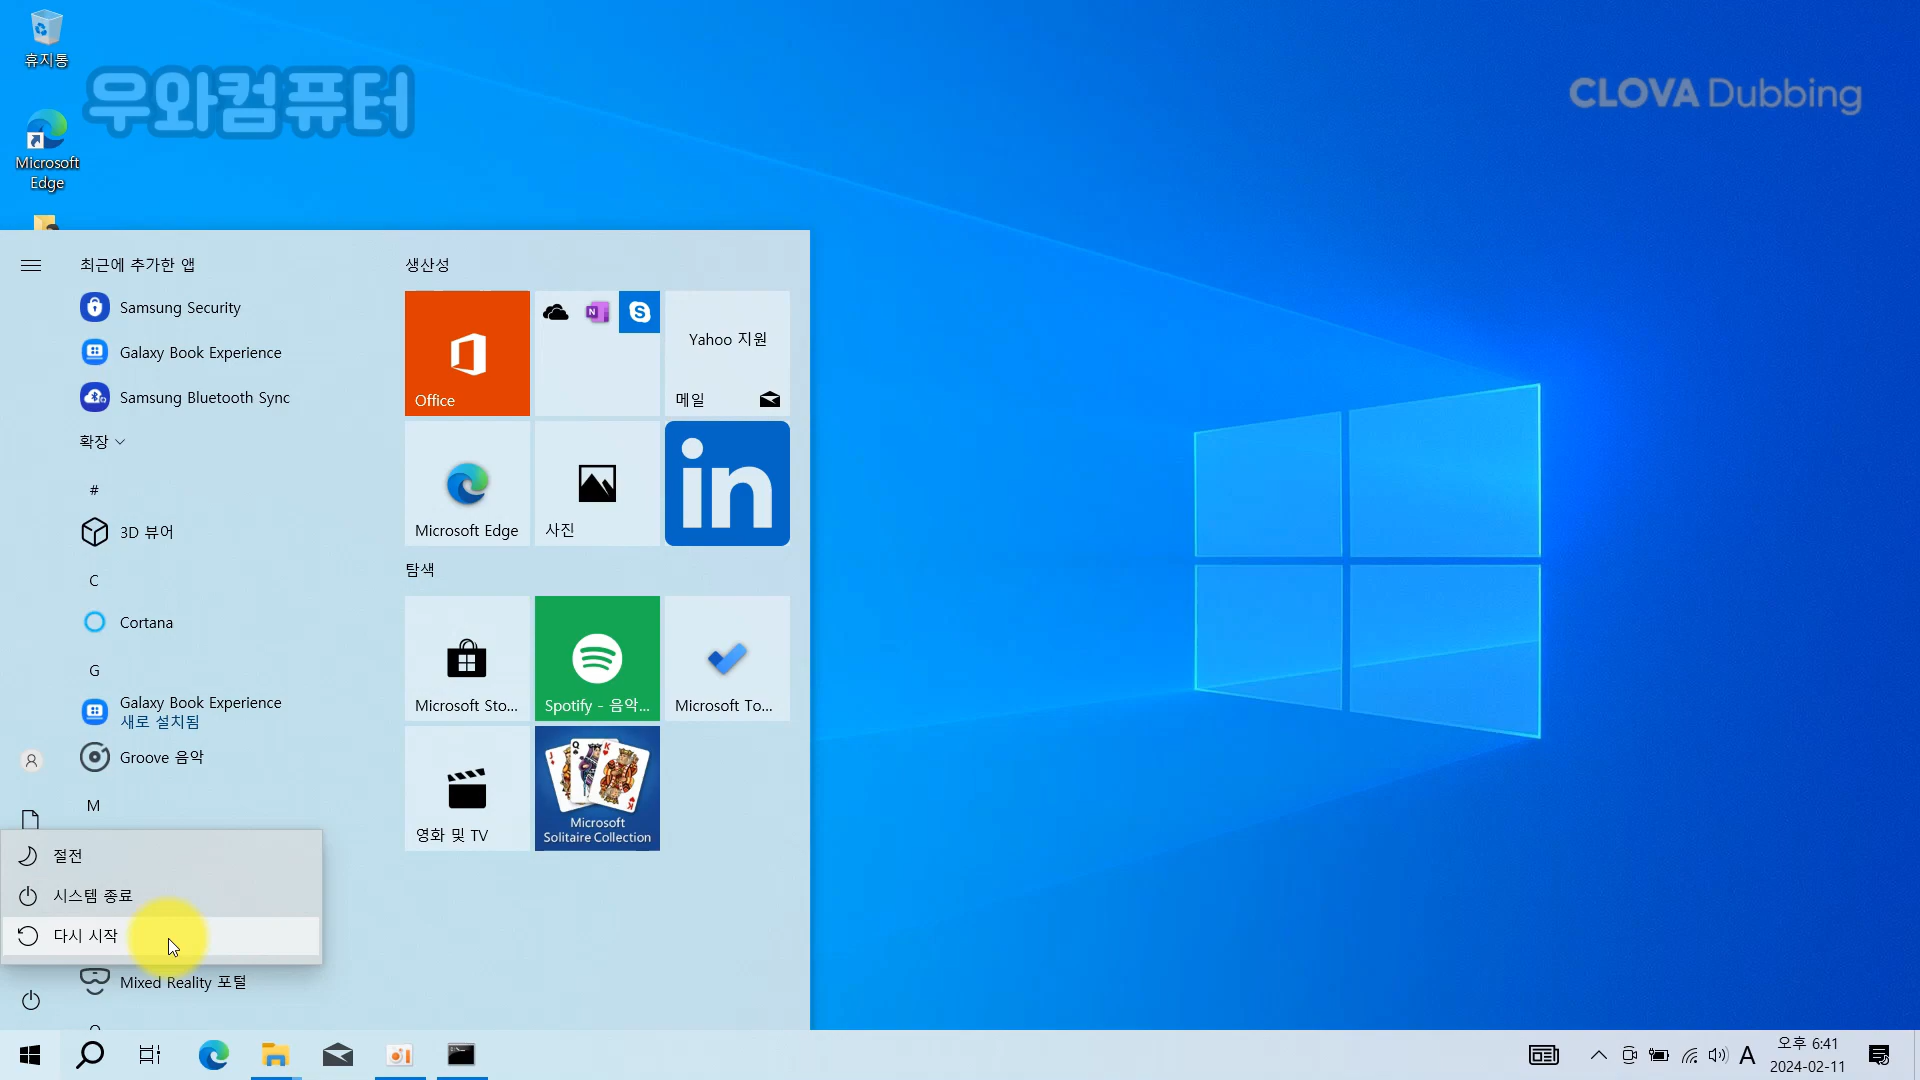 휴지통
우와컴퓨터
CLOVA Dubbing
Microsoft
Edge
최근에 추가한 앱
Samsung Security
Galaxy Book Experience
Samsung Bluetooth Sync
확장
#
3D 뷰어
C
Cortana
G
Galaxy Book Experience
새로 설치됨
Groove 음악
M
절전
시스템 종료
다시 시작
Mixed Reality 포털
생산성
Office
Yahoo 지원
메일
Microsoft Edge
사진
in
탐색
Microsoft Sto...
Spotify - 음악...
Microsoft To...
영화 및 TV
Microsoft
Solitaire Collection
A
오후 6:41
2024-02-11